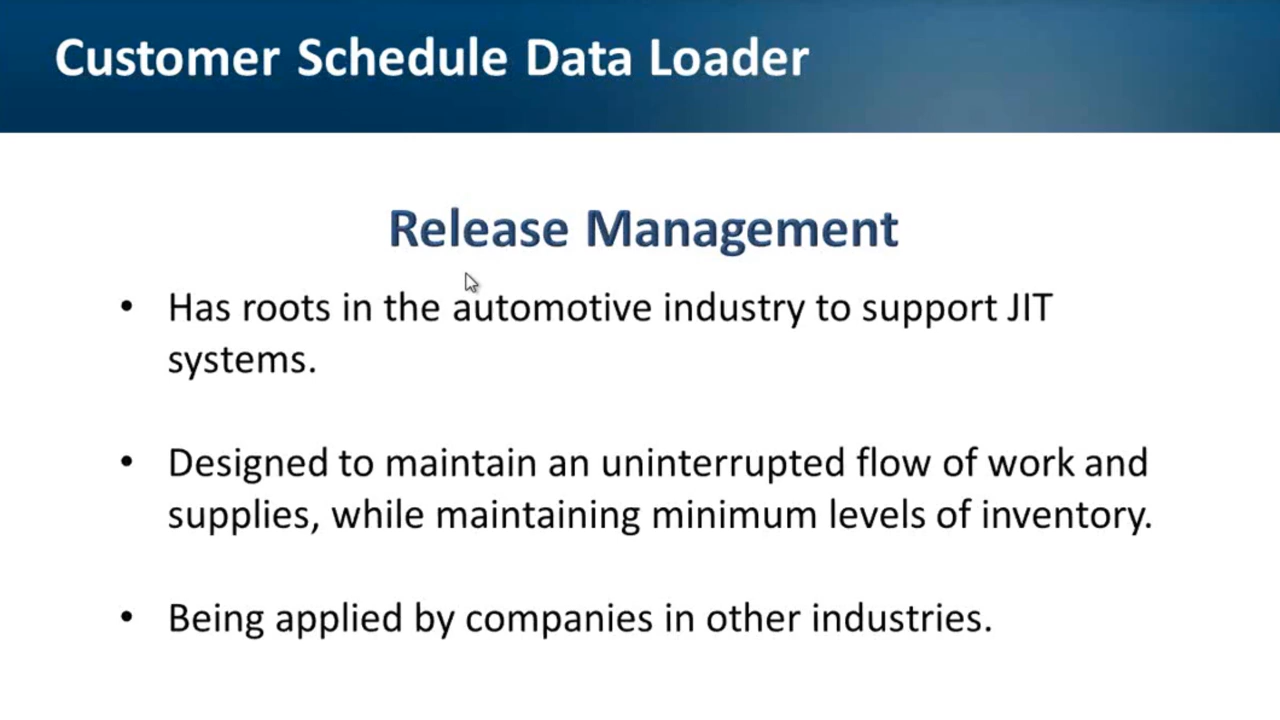 Customer Schedule Data Loader
Release Management
• Has roots in the automotive industry to support JIT
systems.
• Designed to maintain an uninterrupted flow of work and
supplies, while maintaining minimum levels of inventory.
• Being applied by companies in other industries.